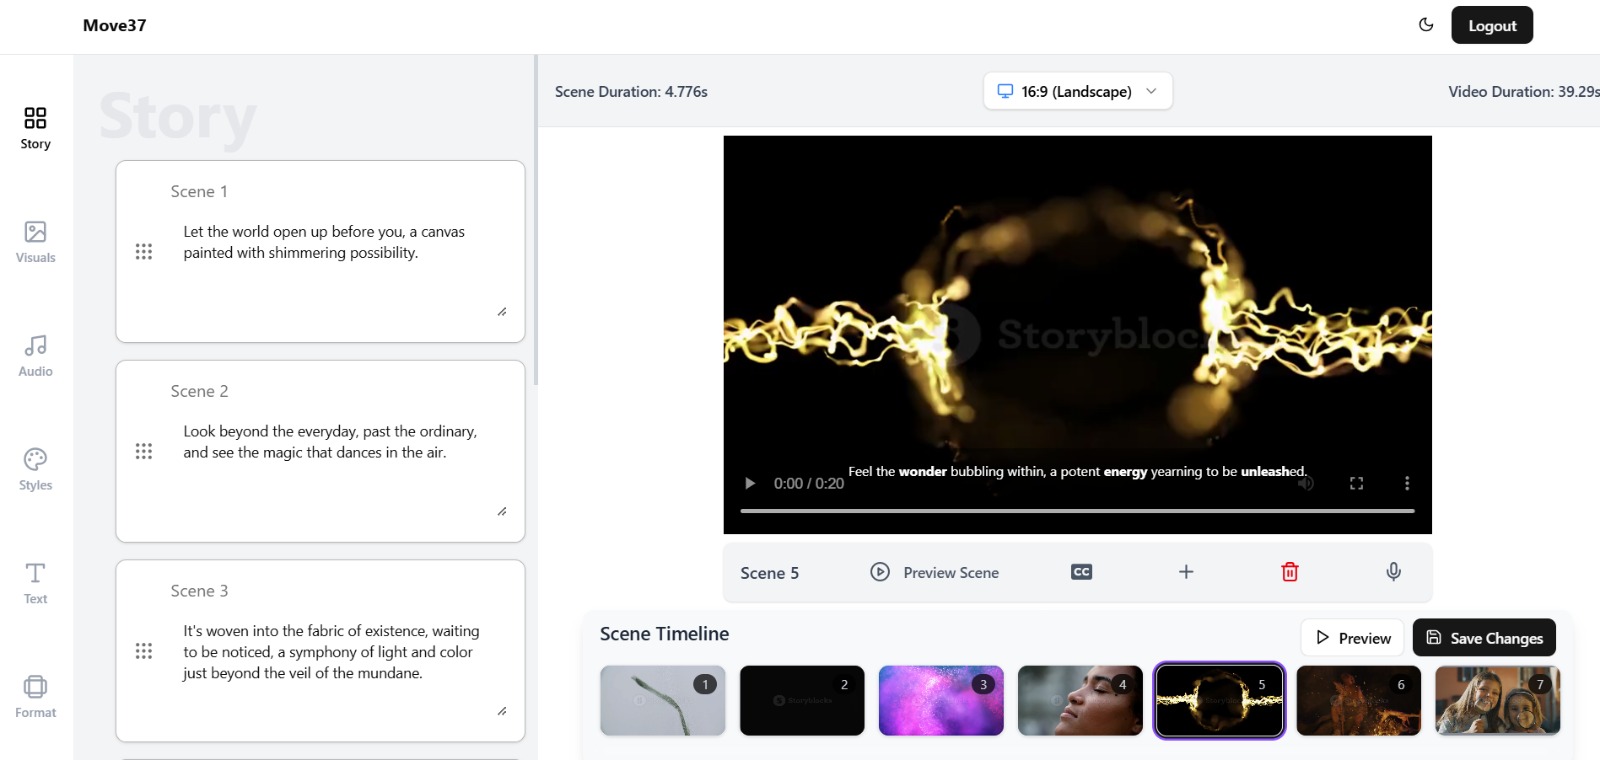 Move37
Logout
Story
Visuals
Audio
Styles
Text
Format
Story
Scene 1
Let the world open up before you, a canvas
painted with shimmering possibility.
Scene 2
Look beyond the everyday, past the ordinary,
and see the magic that dances in the air.
Scene 3
It's woven into the fabric of existence, waiting
to be noticed, a symphony of light and color
just beyond the veil of the mundane.
Scene Duration: 4.776s
16:9 (Landscape)
Video Duration: 39.29s
Storyblocks
Feel the wonder bubbling within, a potent energy yearning to be unleashed.
0:00 / 0:20
Scene 5
Preview Scene
CC
Scene Timeline
Preview
Save Changes
1
2
Storyblocks
3
4
5
6
7